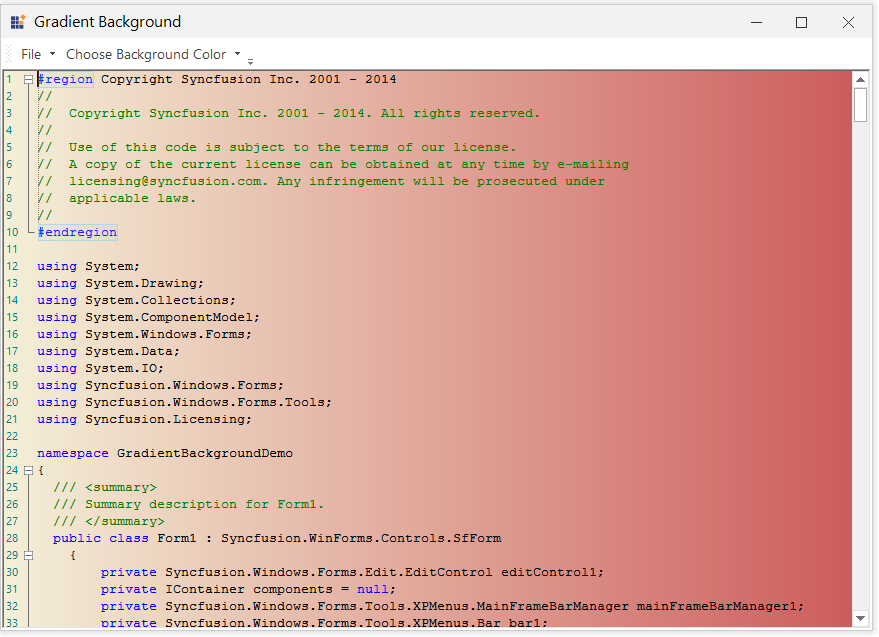 Gradient Background
File Choose Background Color
1 #region Copyright Syncfusion Inc. 2001 - 2014
2 //
3 //  Copyright Syncfusion Inc. 2001 - 2014. All rights reserved.
4 //
5 //  Use of this code is subject to the terms of our license.
6 //  A copy of the current license can be obtained at any time by e-mailing
7 //  licensing@syncfusion.com. Any infringement will be prosecuted under
8 //  applicable laws.
9 //
10 #endregion
11
12 using System;
13 using System.Drawing;
14 using System.Collections;
15 using System.ComponentModel;
16 using System.Windows.Forms;
17 using System.Data;
18 using System.IO;
19 using Syncfusion.Windows.Forms;
20 using Syncfusion.Windows.Forms.Tools;
21 using Syncfusion.Licensing;
22
23 namespace GradientBackgroundDemo
24 {
25 /// <summary>
26 /// Summary description for Form1.
27 /// </summary>
28 public class Form1 : Syncfusion.WinForms.Controls.SfForm
29 {
30 private Syncfusion.Windows.Forms.Edit.EditControl editControl1;
31 private IContainer components = null;
32 private Syncfusion.Windows.Forms.Tools.XPMenus.MainFrameBarManager mainFrameBarManager1;
33 private Syncfusion.Windows.Forms.Tools.XPMenus.Bar bar1;